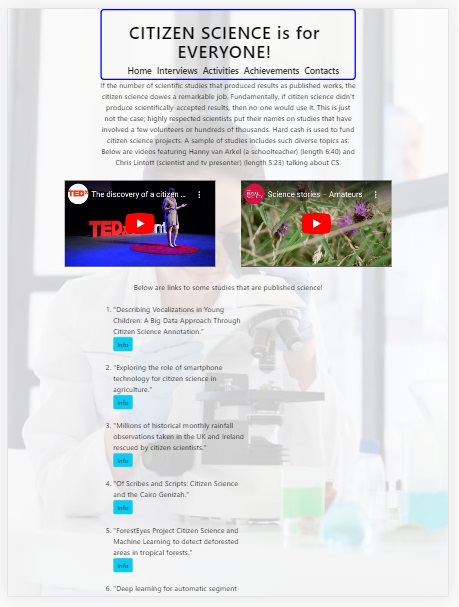 CITIZEN SCIENCE is for
EVERYONE!
Home Interviews Activities Achievements Contacts
If the number of scientific studies that produced results as published works, the
citizen science dowes a remarkable job. Fundamentally, if citizen science didn't
produce scientifically-accepted results, then no one would use it. This is just
not the case; highly respected scientists put their names on studies that have
involved a few volunteers or hundreds of thousands. Hard cash is used to fund
citizen science projects. A sample of studies includes such diverse topics as:
Below are videos featuring Hanny van Arkel (a schoolteacher) (length 6:40) and
Chris Lintott (scientist and tv presenter) (length 5:23) talking about CS.
TEDx The discovery of a citizen ...
TEDx
Science stories – Amateurs
Below are links to some studies that are published science!
1. "Describing Vocalizations in Young
Children: A Big Data Approach Through
Citizen Science Annotation."
Info
2. "Exploring the role of smartphone
technology for citizen science in
agriculture."
Info
3. "Millions of historical monthly rainfall
observations taken in the UK and Ireland
rescued by citizen scientists."
Info
4. "Of Scribes and Scripts: Citizen Science
and the Cairo Genizah."
Info
5. "ForestEyes Project Citizen Science and
Machine Learning to detect deforested
areas in tropical forests."
Info
6. "Deep learning for automatic segment